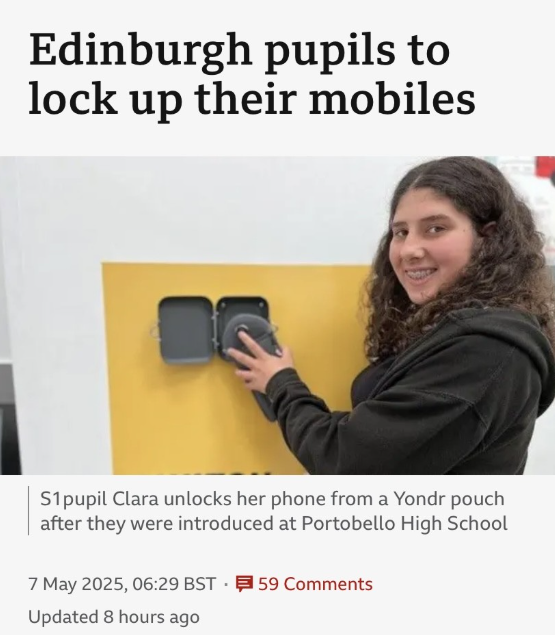 Edinburgh pupils to
lock up their mobiles
S1pupil Clara unlocks her phone from a Yondr pouch
after they were introduced at Portobello High School
7 May 2025, 06:29 BST · 59 Comments
Updated 8 hours ago